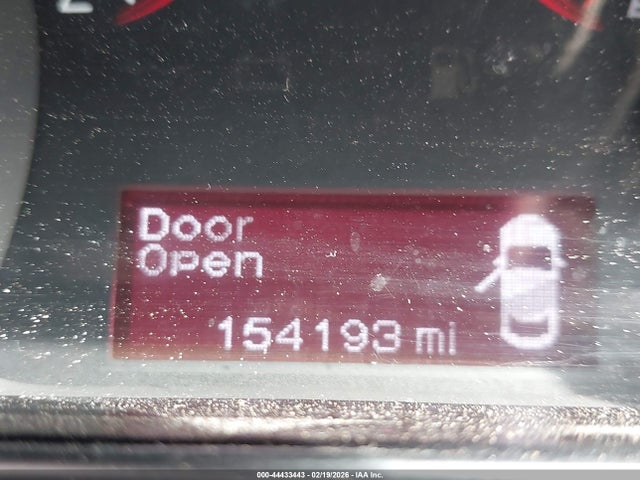 Door
Open
154193 mi
000-44433443 - 02/19/2026 - IAA Inc.